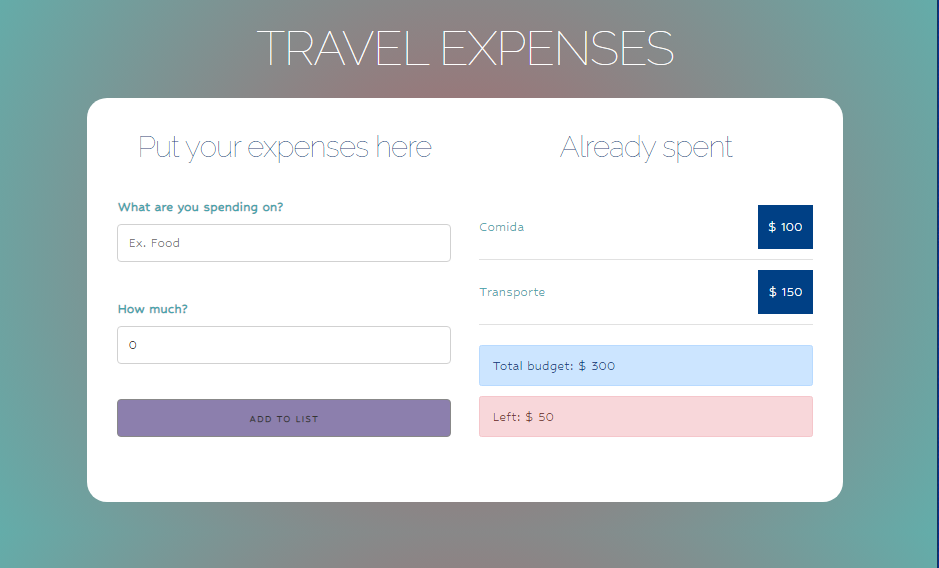 TRAVEL EXPENSES
Put your expenses here
What are you spending on?
Ex. Food
How much?
0
ADD TO LIST
Already spent
Comida
$ 100
Transporte
$ 150
Total budget: $ 300
Left: $ 50